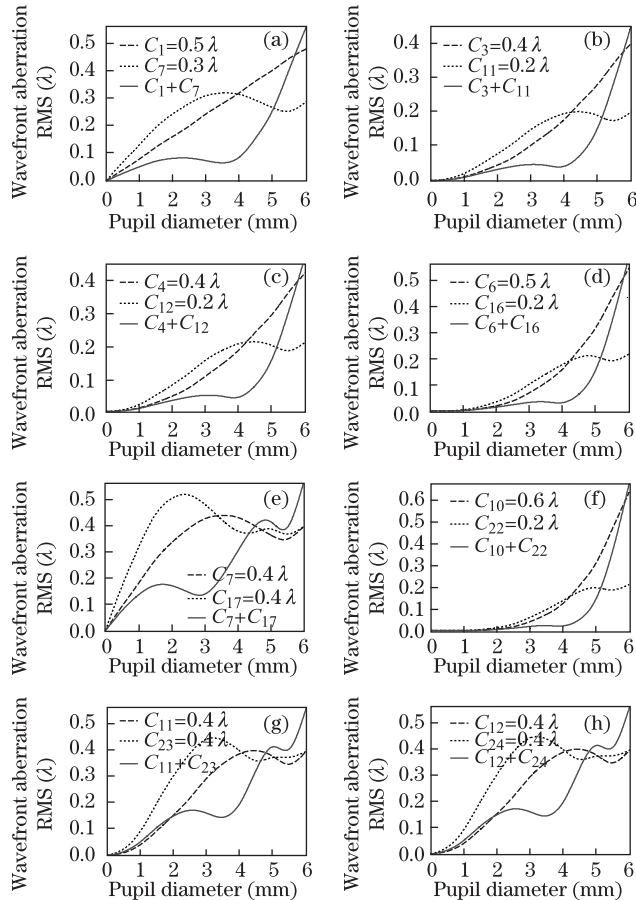 (a)
C1=0.5 λ
C7=0.3 λ
C1+C7
Wavefront aberration
RMS (λ)
0.5
0.4
0.3
0.2
0.1
0.0
0 1 2 3 4 5 6
Pupil diameter (mm)
(b)
C3=0.4 λ
C11=0.2 λ
C3+C11
Wavefront aberration
RMS (λ)
0.4
0.3
0.2
0.1
0.0
0 1 2 3 4 5 6
Pupil diameter (mm)
(c)
C4=0.4 λ
C12=0.2 λ
C4+C12
Wavefront aberration
RMS (λ)
0.4
0.3
0.2
0.1
0.0
0 1 2 3 4 5 6
Pupil diameter (mm)
(d)
C6=0.5 λ
C16=0.2 λ
C6+C16
Wavefront aberration
RMS (λ)
0.5
0.4
0.3
0.2
0.1
0.0
0 1 2 3 4 5 6
Pupil diameter (mm)
(e)
C7=0.4 λ
C17=0.4 λ
C7+C17
Wavefront aberration
RMS (λ)
0.5
0.4
0.3
0.2
0.1
0.0
0 1 2 3 4 5 6
Pupil diameter (mm)
(f)
C10=0.6 λ
C22=0.2 λ
C10+C22
Wavefront aberration
RMS (λ)
0.6
0.5
0.4
0.3
0.2
0.1
0.0
0 1 2 3 4 5 6
Pupil diameter (mm)
(g)
C11=0.4 λ
C23=0.4 λ
C11+C23
Wavefront aberration
RMS (λ)
0.5
0.4
0.3
0.2
0.1
0.0
0 1 2 3 4 5 6
Pupil diameter (mm)
(h)
C12=0.4 λ
C24=0.4 λ
C12+C24
Wavefront aberration
RMS (λ)
0.5
0.4
0.3
0.2
0.1
0.0
0 1 2 3 4 5 6
Pupil diameter (mm)